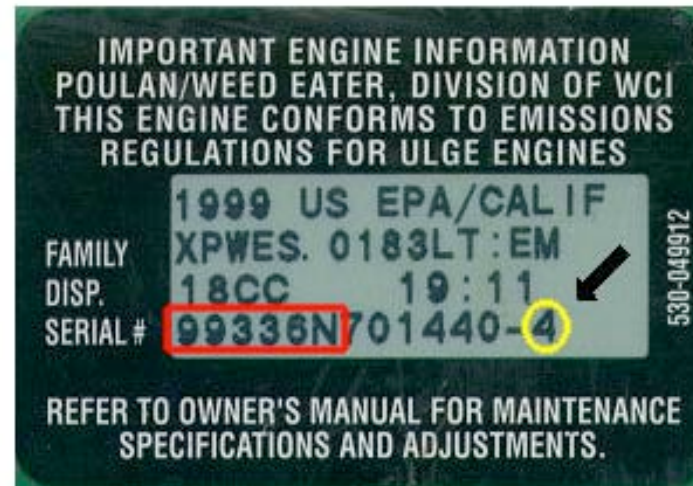 IMPORTANT ENGINE INFORMATION
POULAN/WEED EATER, DIVISION OF WCI
THIS ENGINE CONFORMS TO EMISSIONS
REGULATIONS FOR ULGE ENGINES
1999 US EPA/CALIF
FAMILY XPWES. 0183LT:EM
DISP. 18CC 19:11
SERIAL # 99336N701440-4
530-049912
REFER TO OWNER'S MANUAL FOR MAINTENANCE
SPECIFICATIONS AND ADJUSTMENTS.